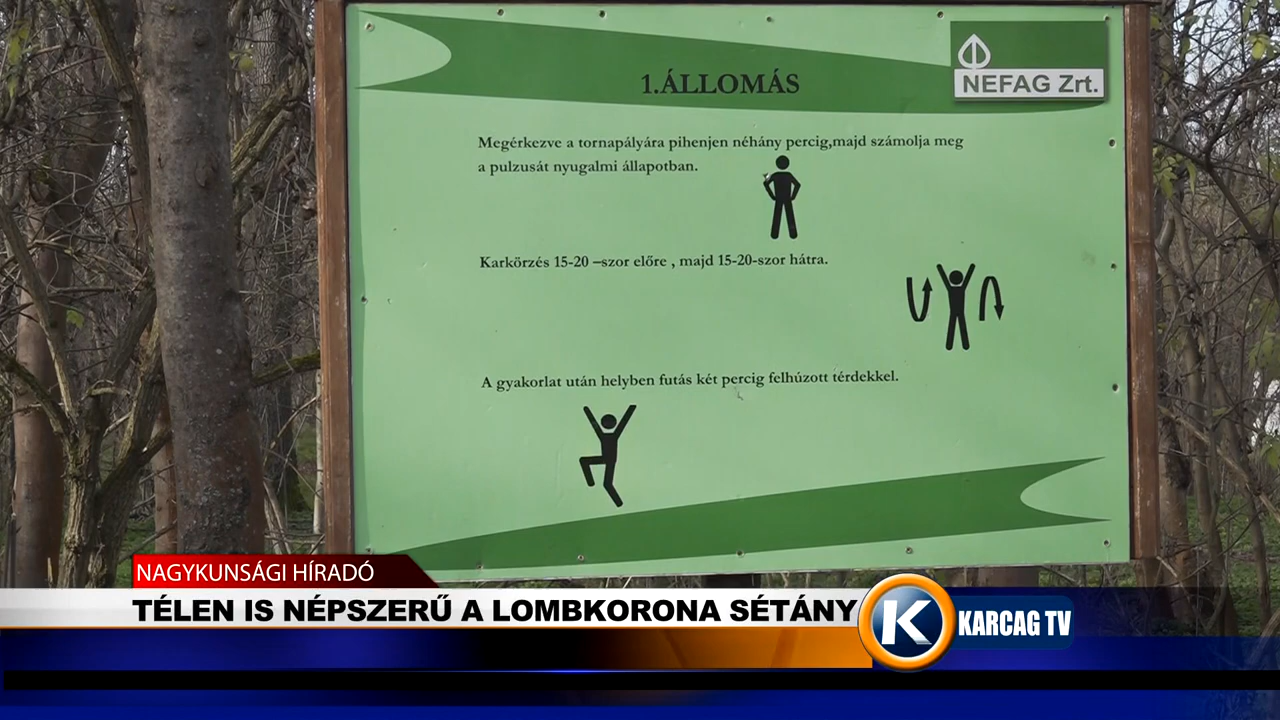 1.ÁLLOMÁS
NEFAG Zrt.
Megérkezve a tornapályára pihenjen néhány percig,majd számolja meg
a pulzusát nyugalmi állapotban.
Karkörzés 15-20 –szor előre , majd 15-20-szor hátra.
A gyakorlat után helyben futás két percig felhúzott térdekkel.
NAGYKUNSÁGI HÍRADÓ
TÉLEN IS NÉPSZERŰ A LOMBKORONA SÉTÁNY
K
KARCAG TV